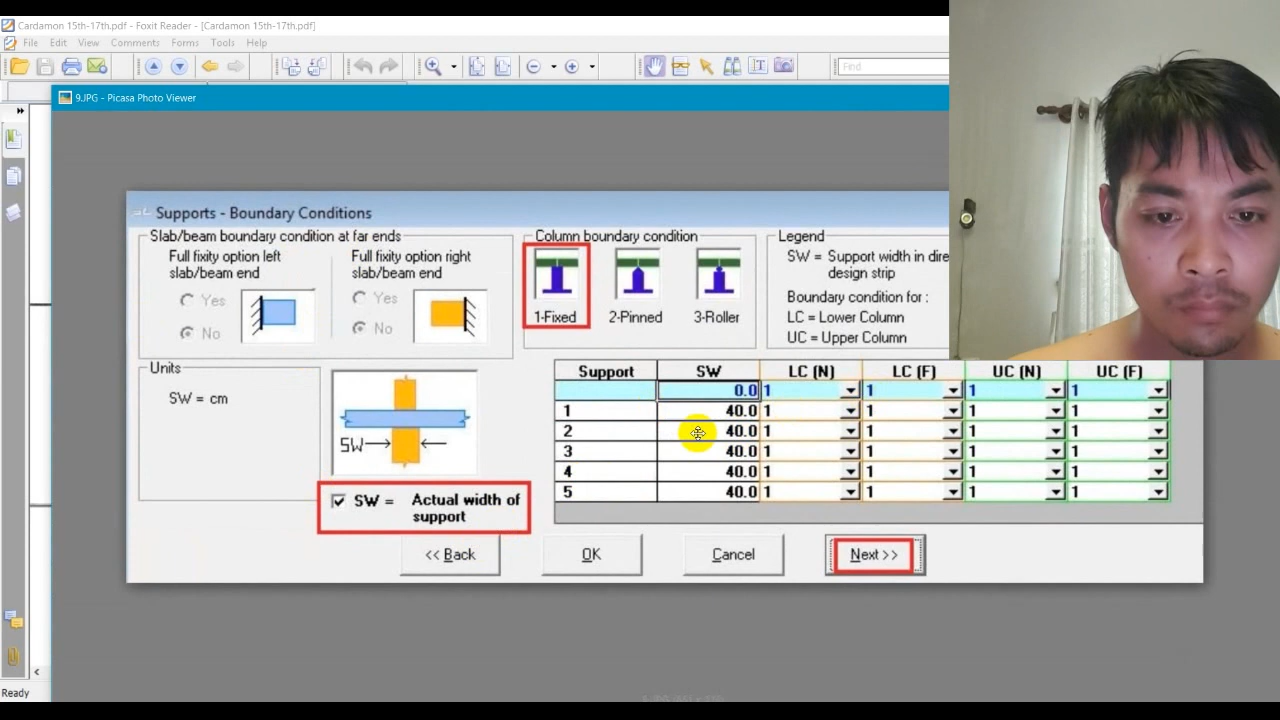 Cardamon 15th-17th.pdf - Foxit Reader - [Cardamon 15th-17th.pdf]
File Edit View Comments Forms Tools Help
Find
9.JPG - Picasa Photo Viewer
Supports - Boundary Conditions
Slab/beam boundary condition at far ends
Full fixity option left slab/beam end
Yes
No
Full fixity option right slab/beam end
Yes
No
Column boundary condition
1-Fixed 2-Pinned 3-Roller
Legend
SW = Support width in dire
design strip
Boundary condition for :
LC = Lower Column
UC = Upper Column
Units
SW = cm
SW
SW = Actual width of
support
Support SW LC (N) LC (F) UC (N) UC (F)
0.0 1 1 1 1
1 40.0 1 1 1 1
2 40.0 1 1 1 1
3 40.0 1 1 1 1
4 40.0 1 1 1 1
5 40.0 1 1 1 1
<< Back OK Cancel Next >>
Ready